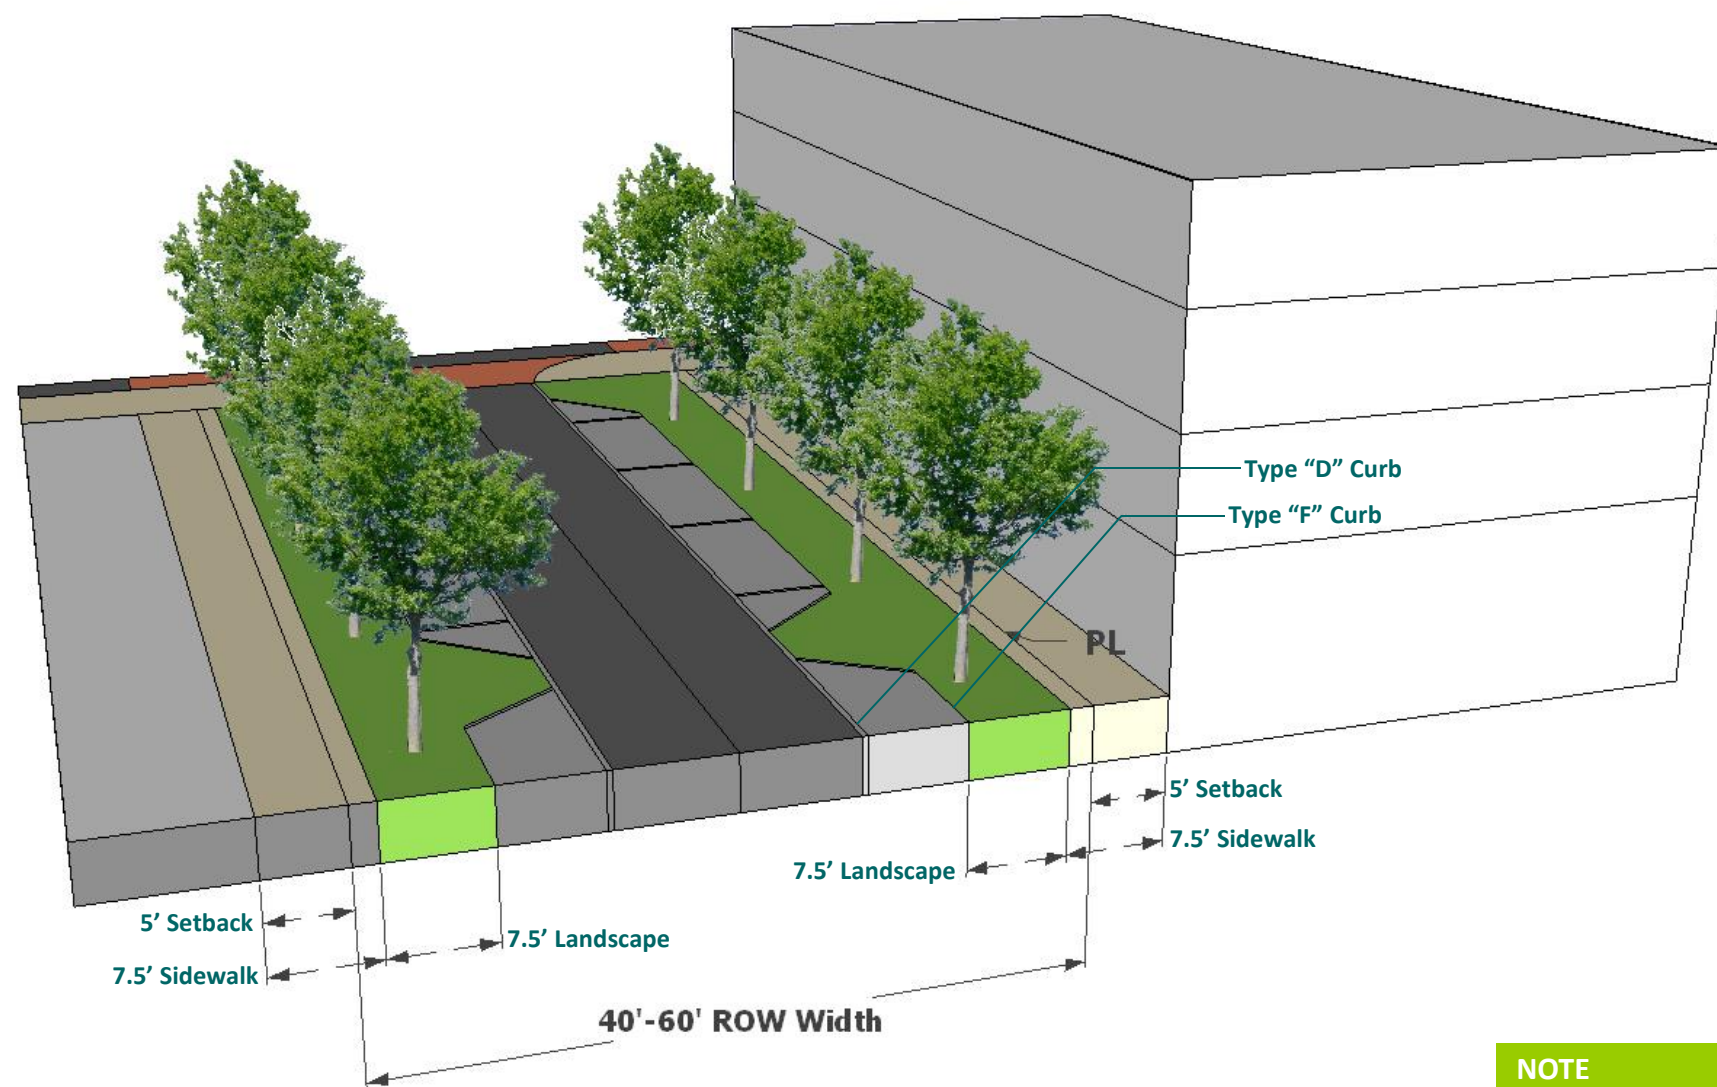 Type “D” Curb
Type “F” Curb
PL
5’ Setback
7.5’ Sidewalk
7.5’ Landscape
5’ Setback
7.5’ Landscape
7.5’ Sidewalk
40'-60' ROW Width
NOTE